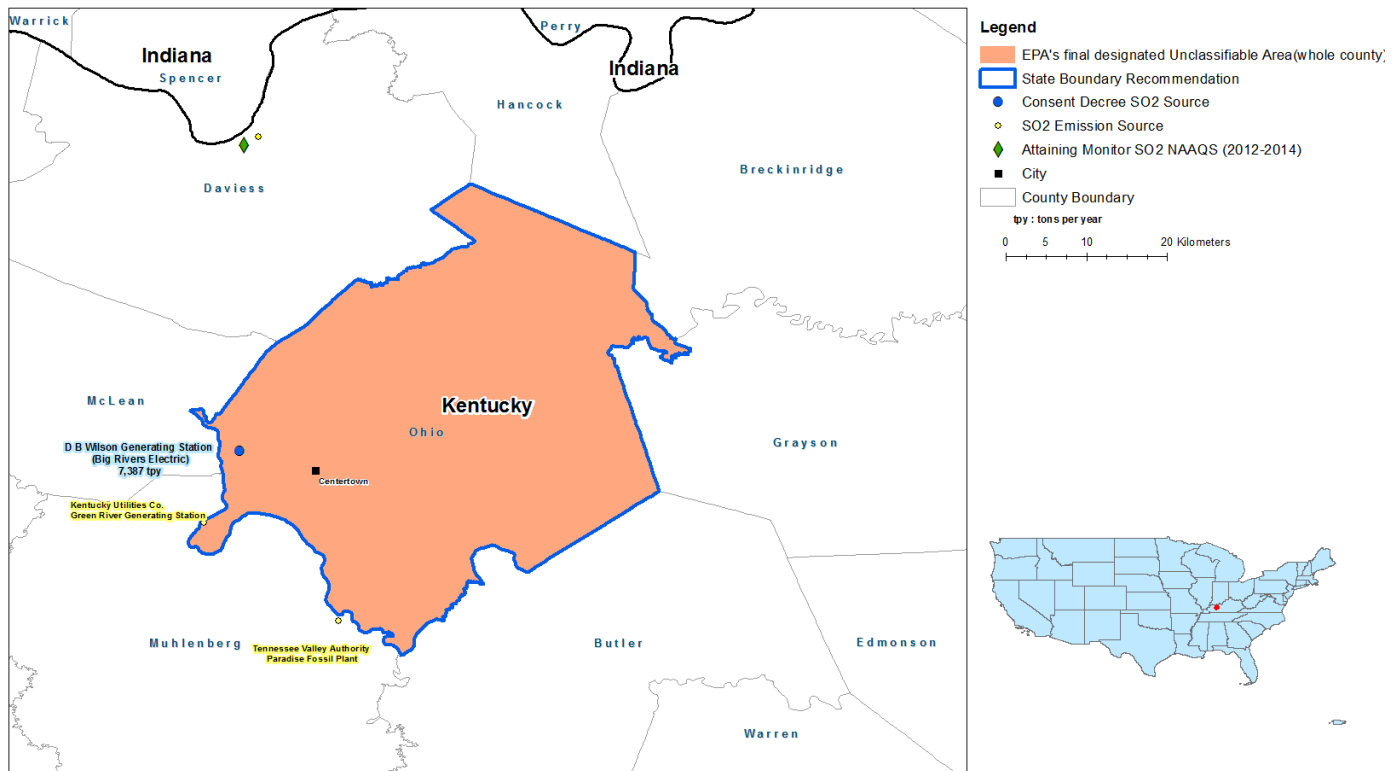 Warrick
Indiana
Spencer
Perry
Indiana
Hancock
Breckinridge
Daviess
McLean
Kentucky
Ohio
Grayson
D B Wilson Generating Station
(Big Rivers Electric)
7,387 tpy
Centertown
Kentucky Utilities Co.
Green River Generating Station
Muhlenberg
Tennessee Valley Authority
Paradise Fossil Plant
Butler
Edmonson
Warren
Legend
EPA's final designated Unclassifiable Area(whole county)
State Boundary Recommendation
Consent Decree SO2 Source
SO2 Emission Source
Attaining Monitor SO2 NAAQS (2012-2014)
City
County Boundary
tpy : tons per year
0 5 10 20 Kilometers